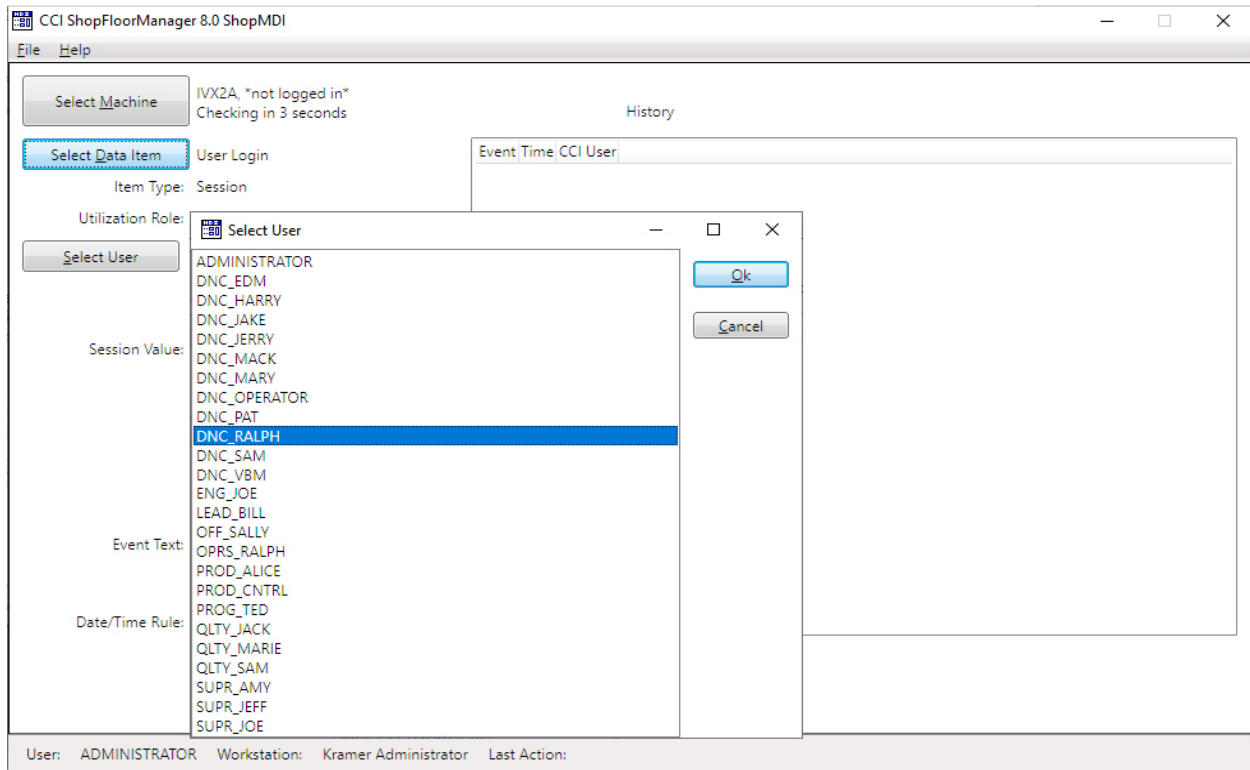 CCI ShopFloorManager 8.0 ShopMDI
File Help
Select Machine
IVX2A, *not logged in*
Checking in 3 seconds
History
Select Data Item
User Login
Event Time CCI User
Item Type: Session
Utilization Role:
Select User
Select User
ADMINISTRATOR
DNC_EDM
DNC_HARRY
DNC_JAKE
DNC_JERRY
DNC_MACK
DNC_MARY
DNC_OPERATOR
DNC_PAT
DNC_RALPH
DNC_SAM
DNC_VBM
ENG_JOE
LEAD_BILL
OFF_SALLY
OPRS_RALPH
PROD_ALICE
PROD_CNTRL
PROG_TED
QLTY_JACK
QLTY_MARIE
QLTY_SAM
SUPR_AMY
SUPR_JEFF
SUPR_JOE
Ok
Cancel
Session Value:
Event Text:
Date/Time Rule:
User: ADMINISTRATOR Workstation: Kramer Administrator Last Action: